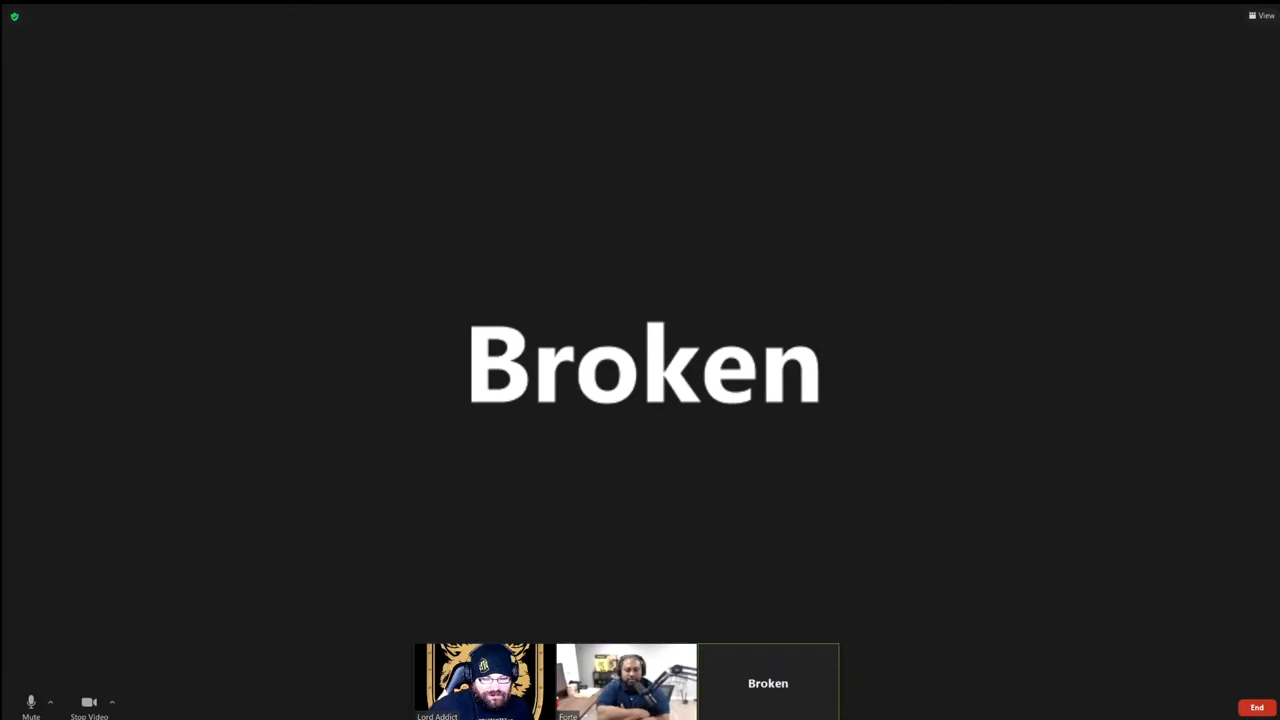 View
Broken
Broken
Lord Addict
Forte
Mute
Stop Video
End